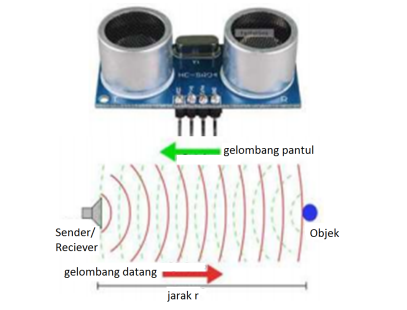 HC-SR04
gelombang pantul
Sender/
Reciever
Objek
gelombang datang
jarak r